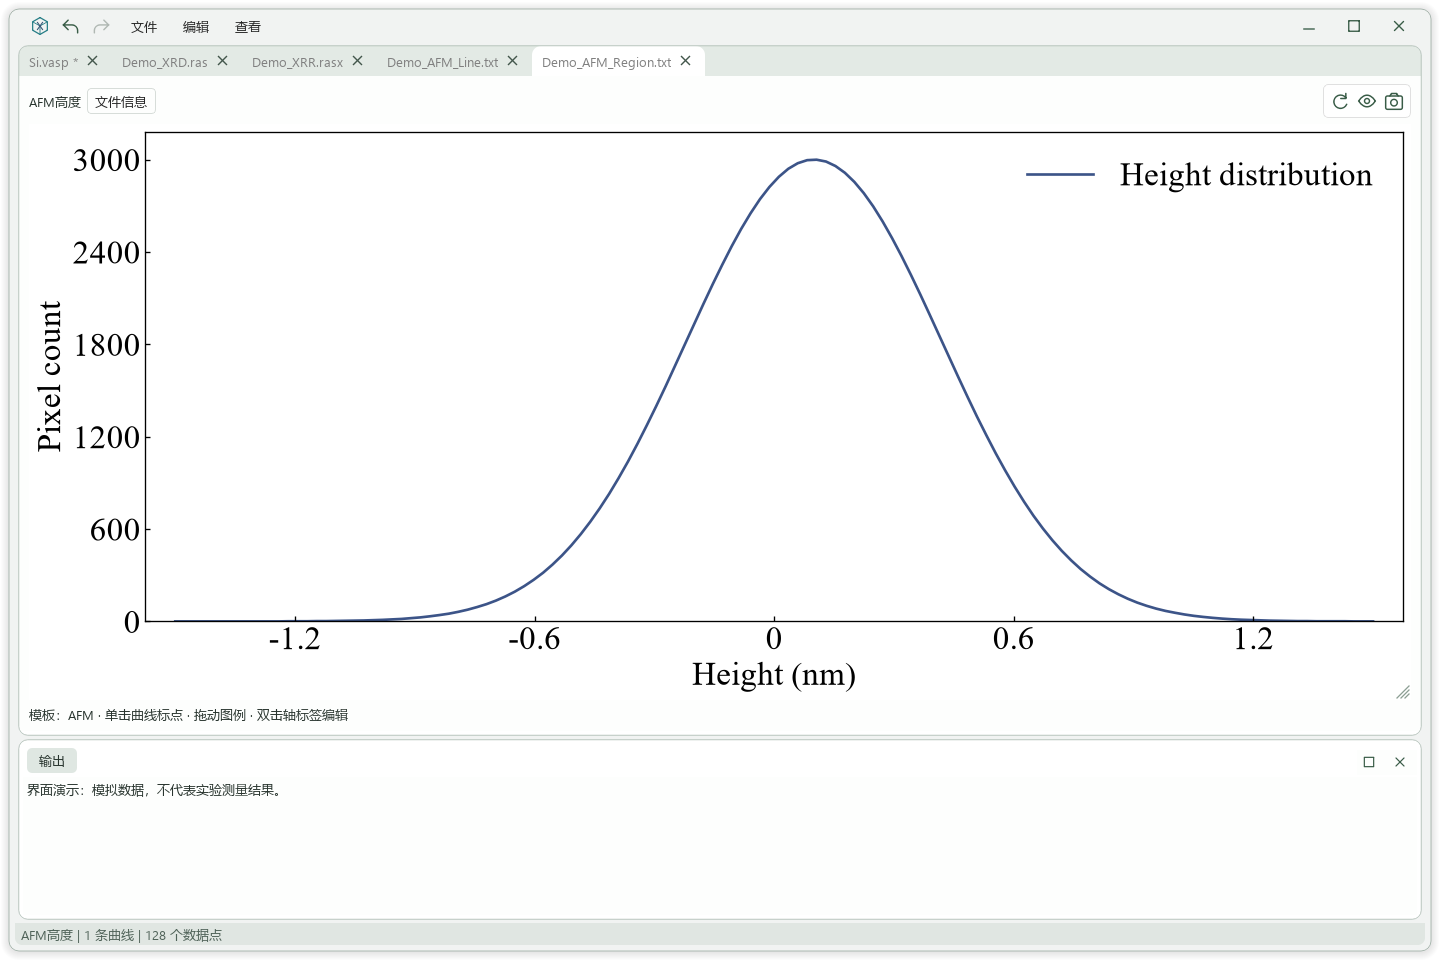 文件 编辑 查看
Si.vasp * Demo_XRD.ras Demo_XRR.rasx Demo_AFM_Line.txt Demo_AFM_Region.txt
AFM高度 文件信息
Height distribution
3000
2400
1800
1200
600
0
Pixel count
-1.2 -0.6 0 0.6 1.2
Height (nm)
模板：AFM · 单击曲线标点 · 拖动图例 · 双击轴标签编辑
输出
界面演示：模拟数据，不代表实验测量结果。
AFM高度 | 1 条曲线 | 128 个数据点